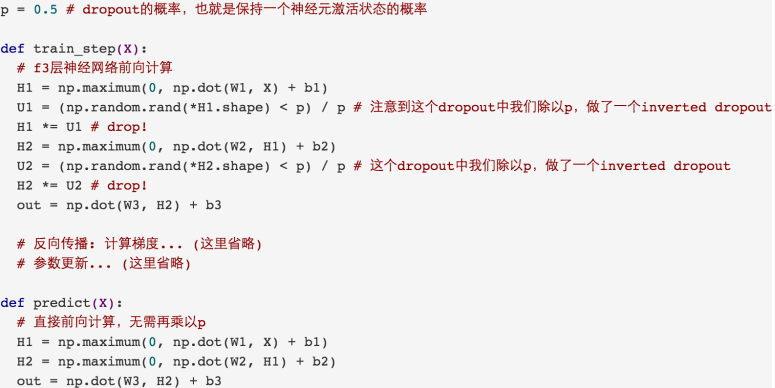 p = 0.5 # dropout的概率，也就是保持一个神经元激活状态的概率
def train_step(X):
# f3层神经网络前向计算
H1 = np.maximum(0, np.dot(W1, X) + b1)
U1 = (np.random.rand(*H1.shape) < p) / p # 注意到这个dropout中我们除以p，做了一个inverted dropout
H1 *= U1 # drop!
H2 = np.maximum(0, np.dot(W2, H1) + b2)
U2 = (np.random.rand(*H2.shape) < p) / p # 这个dropout中我们除以p，做了一个inverted dropout
H2 *= U2 # drop!
out = np.dot(W3, H2) + b3
# 反向传播：计算梯度... (这里省略)
# 参数更新... (这里省略)
def predict(X):
# 直接前向计算，无需再乘以p
H1 = np.maximum(0, np.dot(W1, X) + b1)
H2 = np.maximum(0, np.dot(W2, H1) + b2)
out = np.dot(W3, H2) + b3